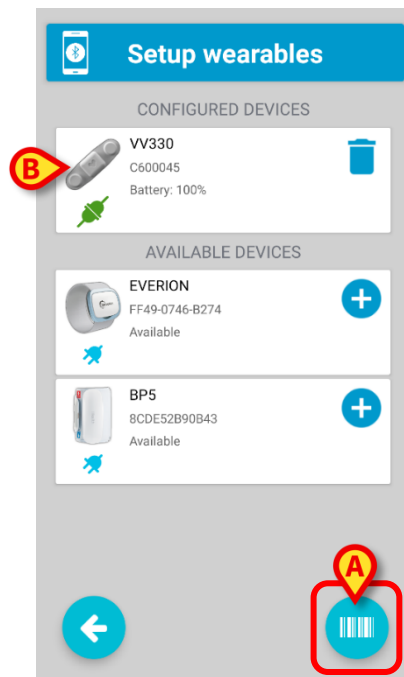 Setup wearables
CONFIGURED DEVICES
VV330
C600045
Battery: 100%
B
AVAILABLE DEVICES
EVERION
FF49-0746-B274
Available
BP5
8CDE52B90B43
Available
A